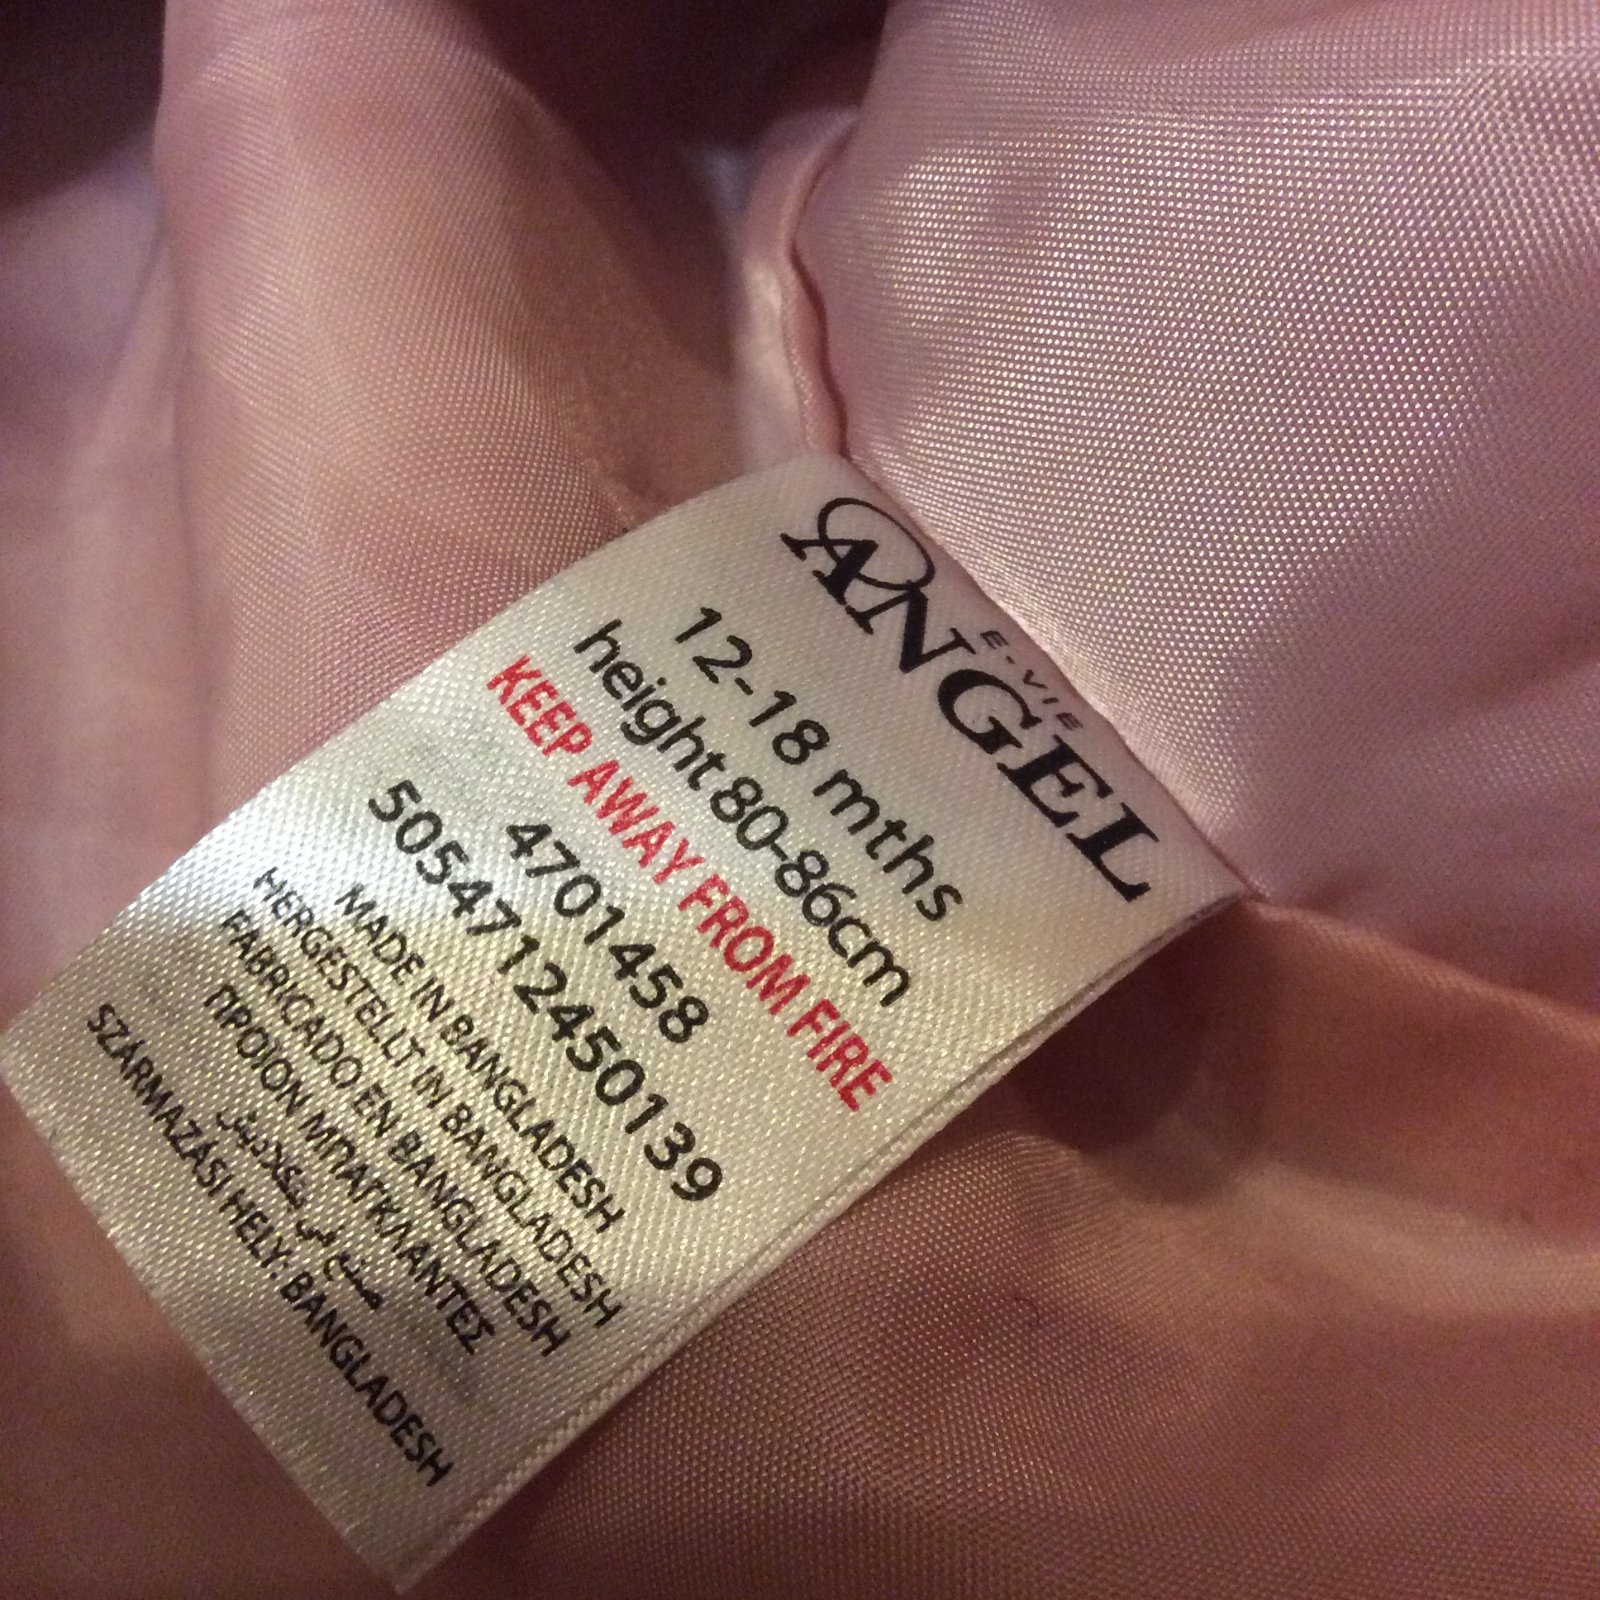 E-VIE
ANGEL
12-18 mths
height 80-86cm
KEEP AWAY FROM FIRE
4701458
5054712450139
MADE IN BANGLADESH
HERGESTELLT IN BANGLADESH
FABRICADO EN BANGLADESH
ΠΡΟΙΟΝ ΜΠΑΓΚΛΑΝΤΕΣ
صنع في بنگلاديش
SZÁRMAZÁSI HELY: BANGLADESH